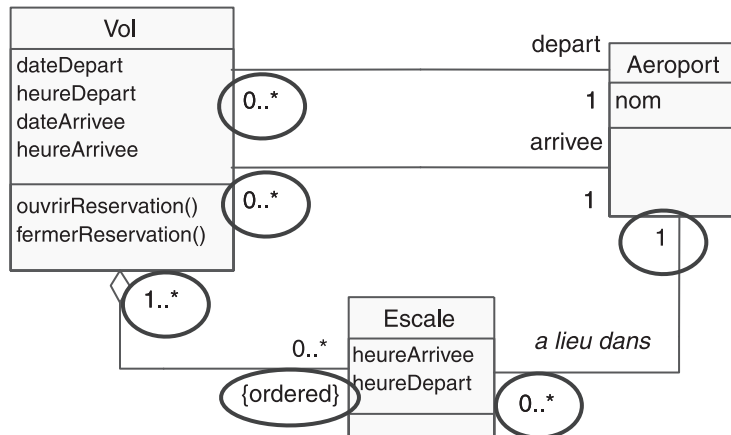 Vol
dateDepart
heureDepart
dateArrivee
heureArrivee
ouvrirReservation()
fermerReservation()
depart
0..*
1
arrivee
0..*
1
Aeroport
nom
1
1..*
0..*
{ordered}
Escale
heureArrivee
heureDepart
a lieu dans
0..*